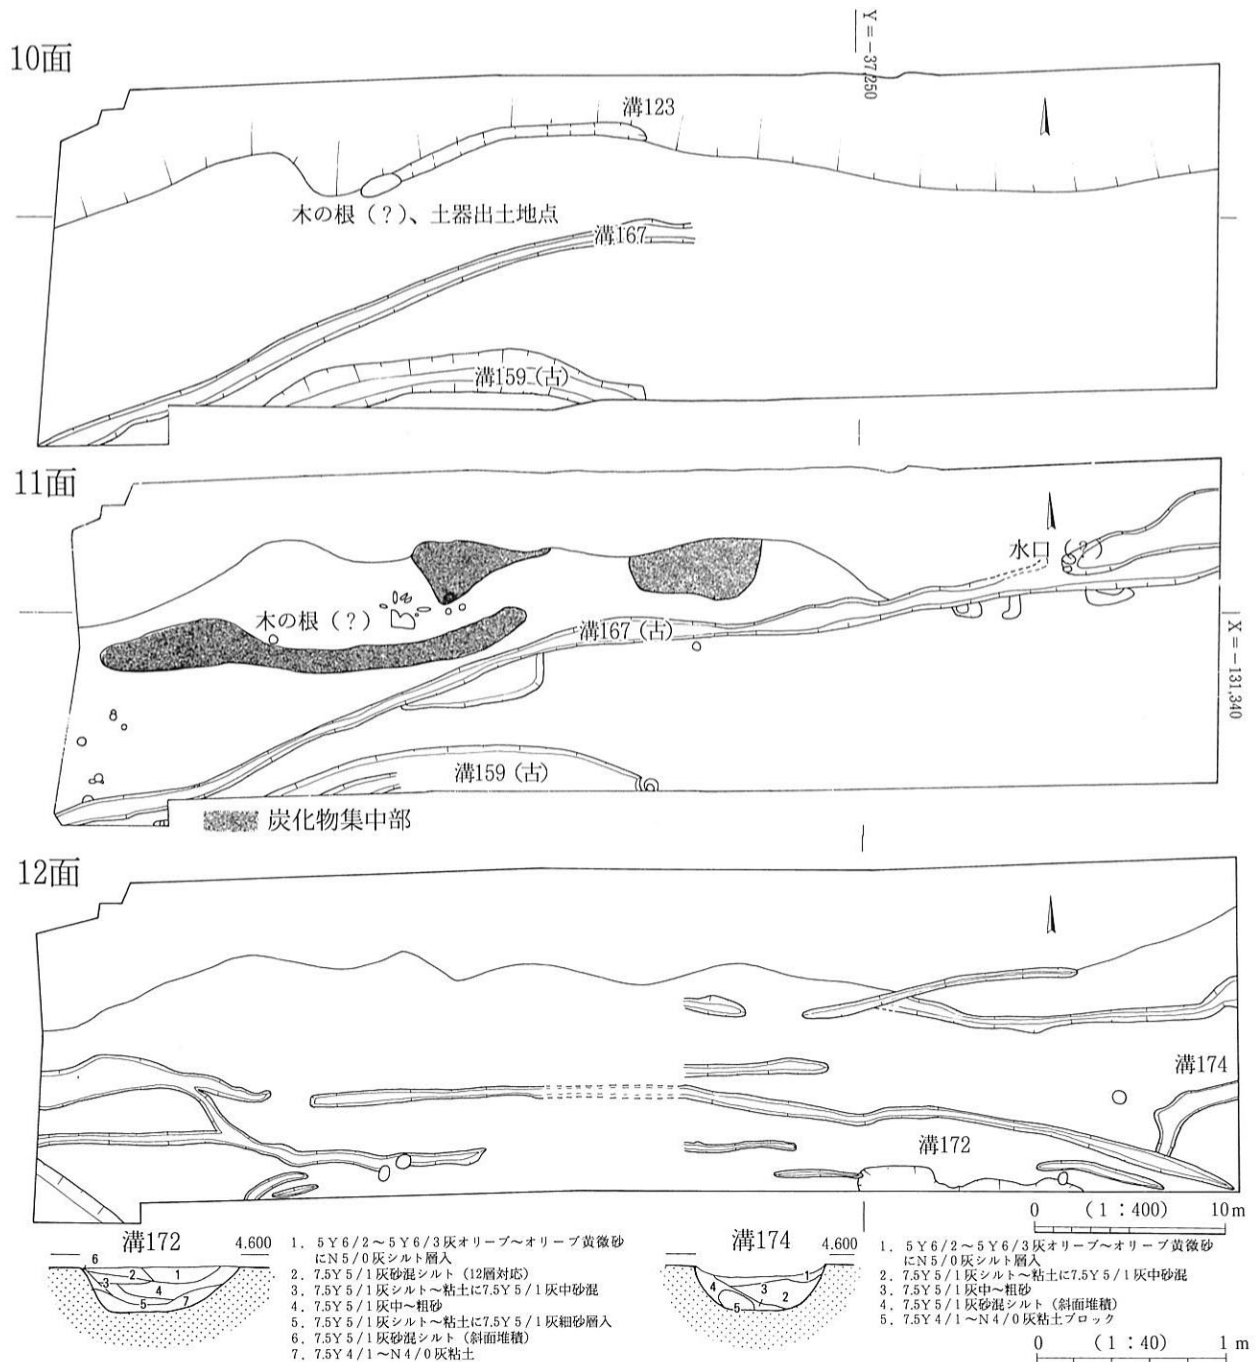 10面
Y=-37,250
溝123
木の根(?)、土器出土地点
溝167
溝159(古)
11面
水口(?)
木の根(?)
溝167(古)
X=-131,340
溝159(古)
炭化物集中部
12面
溝174
溝172
0 (1:400) 10m
溝172 4.600
6 2 1 3 4 5 7
1. 5Y6/2~5Y6/3灰オリーブ~オリーブ黄微砂
にN5/0灰シルト層入
2. 7.5Y5/1灰砂混シルト(12層対応)
3. 7.5Y5/1灰シルト~粘土に7.5Y5/1灰中砂混
4. 7.5Y5/1灰中~粗砂
5. 7.5Y5/1灰シルト~粘土に7.5Y5/1灰細砂層入
6. 7.5Y5/1灰砂混シルト(斜面堆積)
7. 7.5Y4/1~N4/0灰粘土
溝174 4.600
1 3 4 2 5
1. 5Y6/2~5Y6/3灰オリーブ~オリーブ黄微砂
にN5/0灰シルト層入
2. 7.5Y5/1灰シルト~粘土に7.5Y5/1灰中砂混
3. 7.5Y5/1灰中~粗砂
4. 7.5Y5/1灰砂混シルト(斜面堆積)
5. 7.5Y4/1~N4/0灰粘土ブロック
0 (1:40) 1m